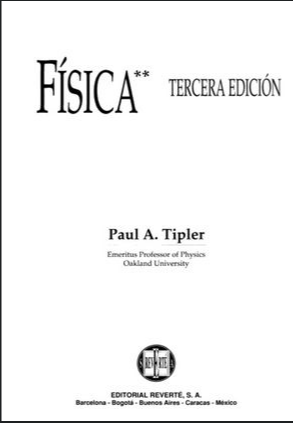 FÍSICA** TERCERA EDICIÓN
Paul A. Tipler
Emeritus Professor of Physics
Oakland University
REVERTÉ
EDITORIAL REVERTÉ, S. A.
Barcelona - Bogotá - Buenos Aires - Caracas - México